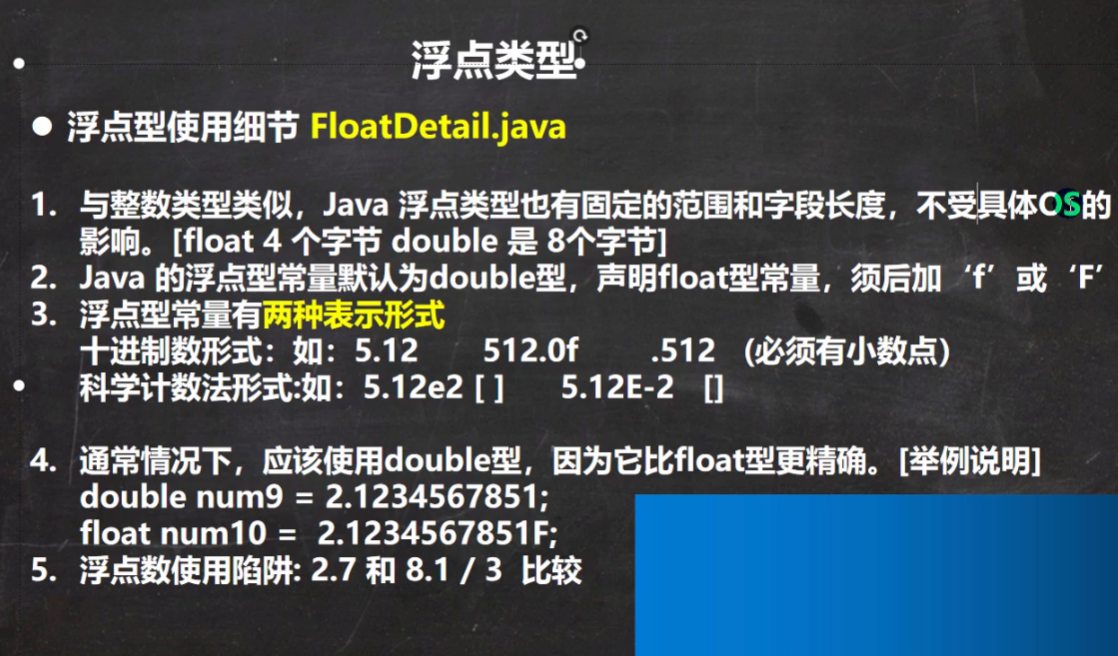 浮点类型
● 浮点型使用细节 FloatDetail.java
1. 与整数类型类似，Java 浮点类型也有固定的范围和字段长度，不受具体OS的
影响。[float 4 个字节 double 是 8个字节]
2. Java 的浮点型常量默认为double型，声明float型常量，须后加‘f’或‘F’
3. 浮点型常量有两种表示形式
十进制数形式：如：5.12 512.0f .512 (必须有小数点）
• 科学计数法形式:如：5.12e2 [ ] 5.12E-2 []
4. 通常情况下，应该使用double型，因为它比float型更精确。[举例说明]
double num9 = 2.1234567851;
float num10 = 2.1234567851F;
5. 浮点数使用陷阱: 2.7 和 8.1 / 3 比较